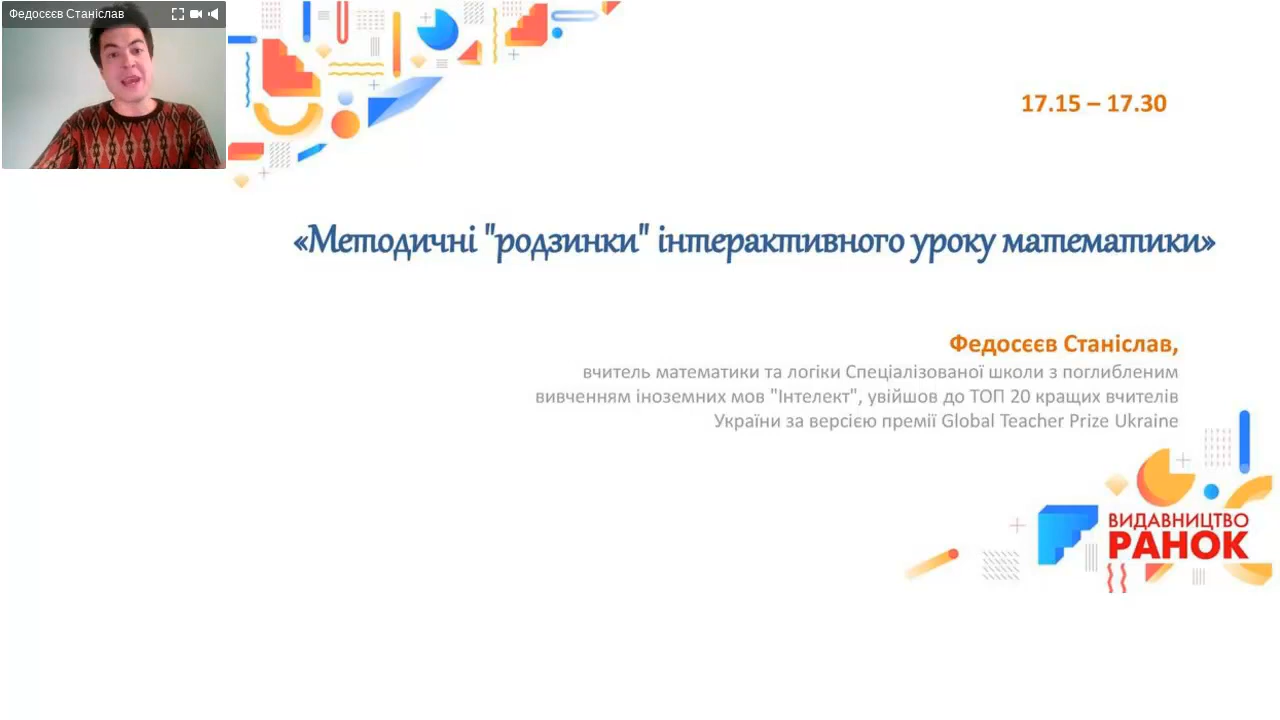 Федосєєв Станіслав
17.15 – 17.30
«Методичні "родзинки" інтерактивного уроку математики»
Федосєєв Станіслав,
вчитель математики та логіки Спеціалізованої школи з поглибленим
вивченням іноземних мов "Інтелект", увійшов до ТОП 20 кращих вчителів
України за версією премії Global Teacher Prize Ukraine
ВИДАВНИЦТВО
РАНОК